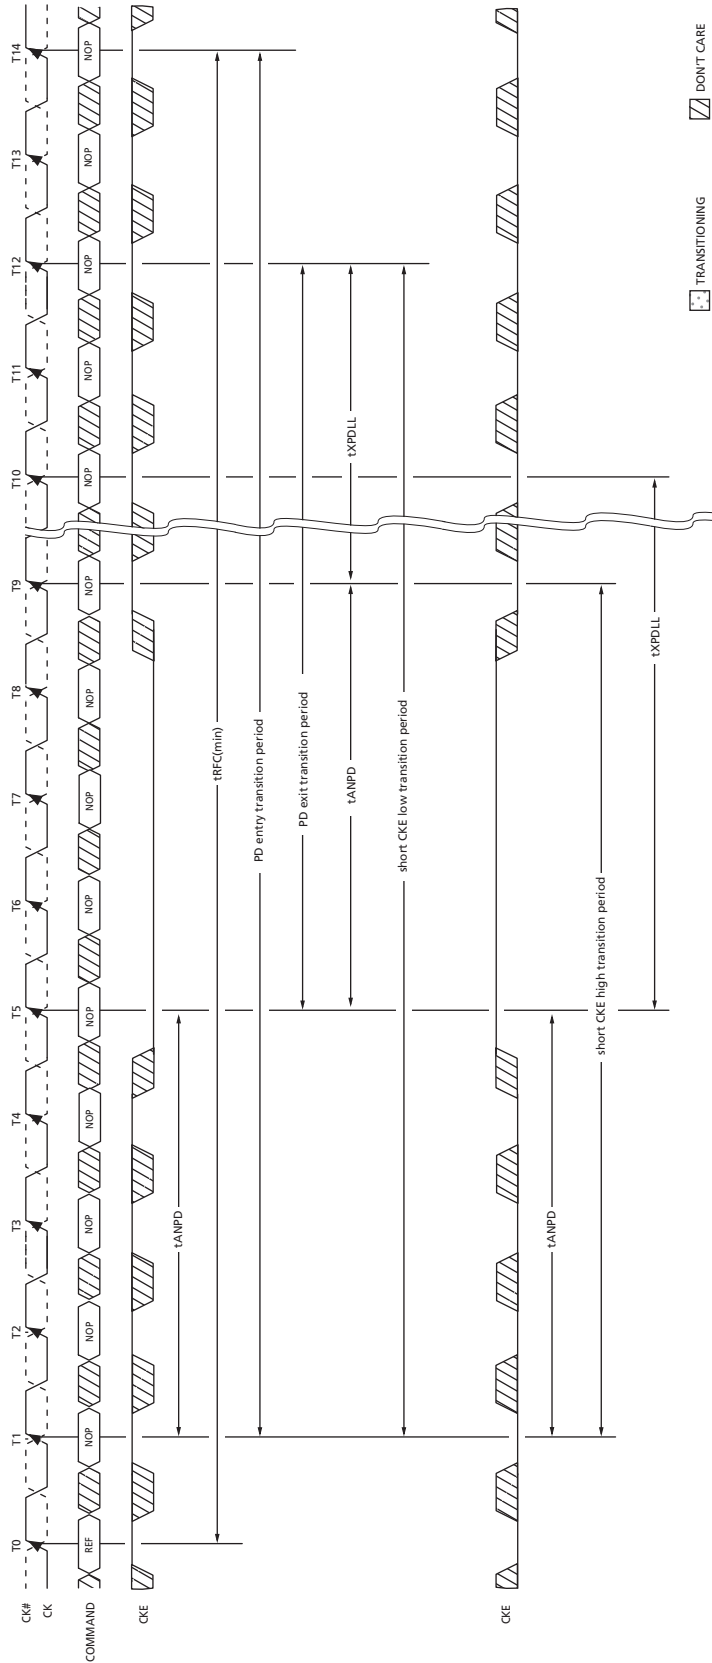 T0 T1 T2 T3 T4 T5 T6 T7 T8 T9 T10 T11 T12 T13 T14
CK#
CK
COMMAND REF NOP NOP NOP NOP NOP NOP NOP NOP NOP NOP NOP NOP NOP NOP
CKE
tANPD
tRFC(min)
PD entry transition period
PD exit transition period
tANPD tXPDLL
short CKE low transition period
CKE
tANPD
short CKE high transition period
tXPDLL
TRANSITIONING DON'T CARE